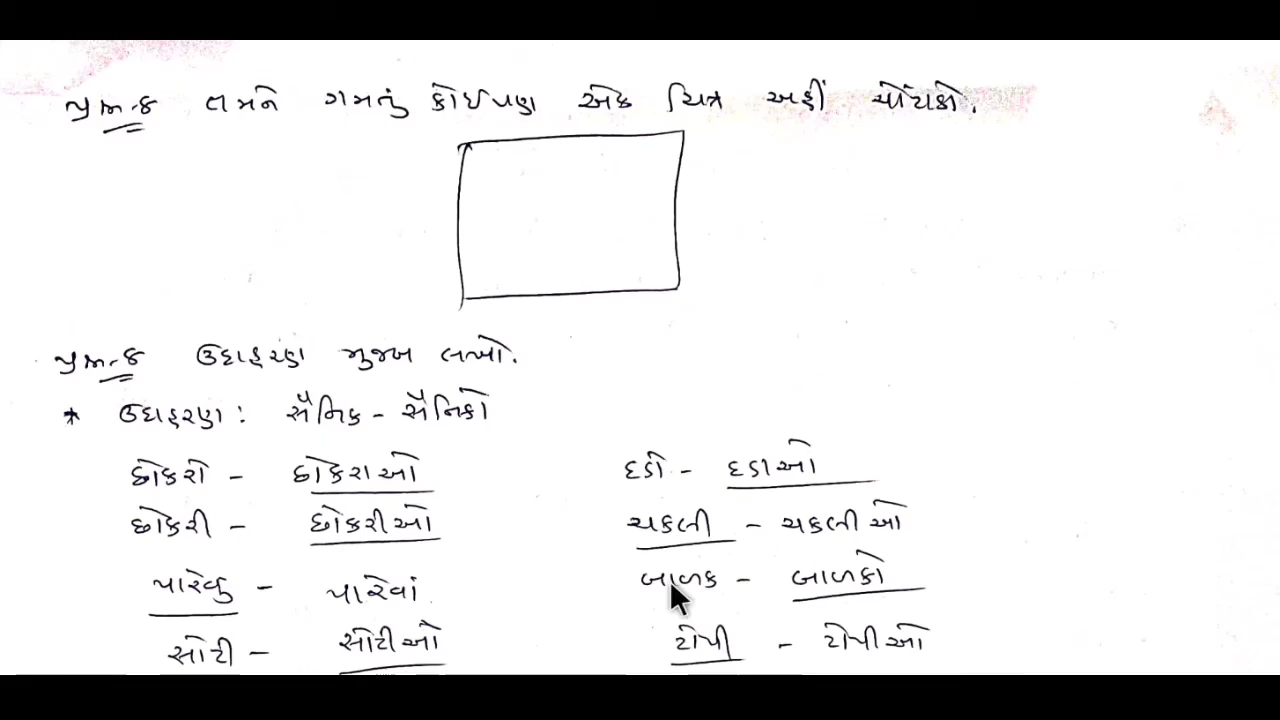 પ્રશ્ન-૪ તમને ગમતું કોઈપણ એક ચિત્ર અહીં ચોંટાડો.
પ્રશ્ન-૪ ઉદાહરણ મુજબ લખો.
* ઉદાહરણ: સૈનિક - સૈનિકો
છોકરો - છોકરાઓ દડો - દડાઓ
છોકરી - છોકરીઓ ચકલી - ચકલીઓ
પારેવુ - પારેવાં બાળક - બાળકો
સોટી - સોટીઓ ટોપી - ટોપીઓ